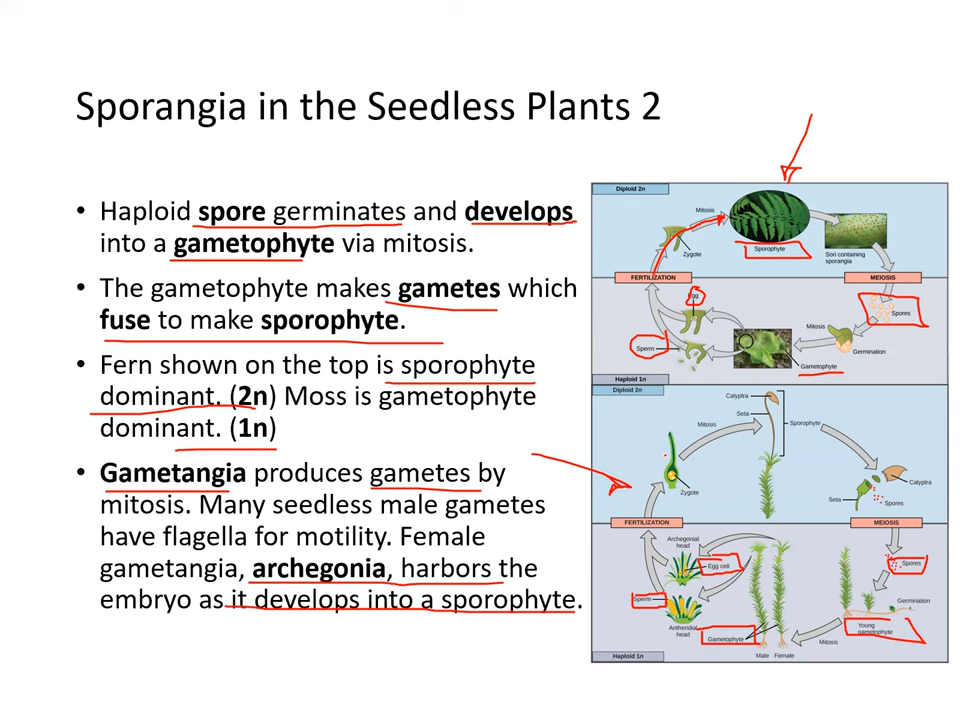 Sporangia in the Seedless Plants 2
• Haploid spore germinates and develops
into a gametophyte via mitosis.
• The gametophyte makes gametes which
fuse to make sporophyte.
• Fern shown on the top is sporophyte
dominant. (2n) Moss is gametophyte
dominant. (1n)
• Gametangia produces gametes by
mitosis. Many seedless male gametes
have flagella for motility. Female
gametangia, archegonia, harbors the
embryo as it develops into a sporophyte.
Diploid 2n
Mitosis
Zygote
Sporophyte
Sori containing
sporangia
FERTILIZATION
MEIOSIS
Egg
Spores
Mitosis
Sperm
Germination
Gametophyte
Haploid 1n
Diploid 2n
Calyptra
Seta
Mitosis
Sporophyte
Zygote
Calyptra
Seta
Spores
FERTILIZATION
MEIOSIS
Archegonial
head
Egg cell
Spores
Sperm
Germination
Antheridial
head
Young
gametophyte
Gametophyte
Mitosis
Male Female
Haploid 1n